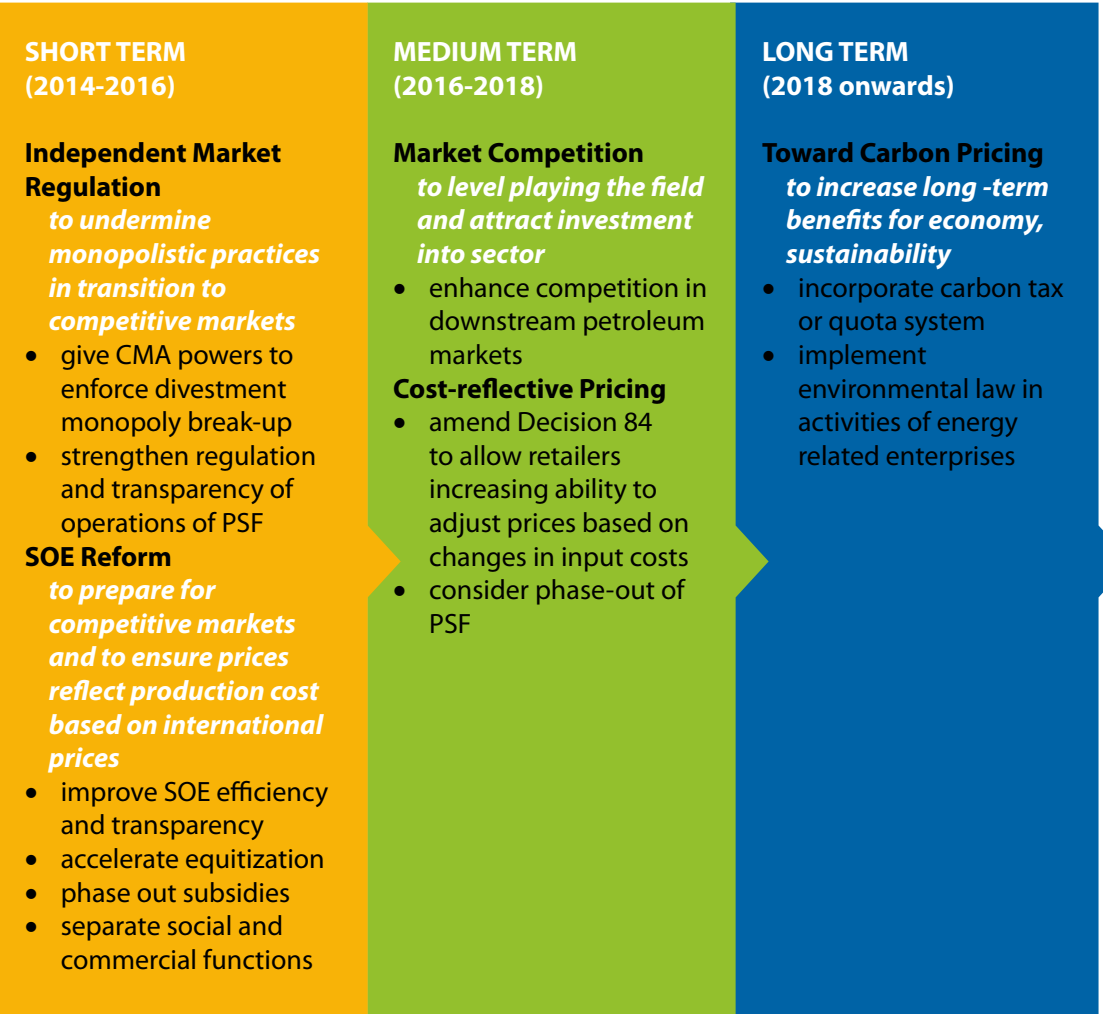 SHORT TERM
(2014-2016)
Independent Market
Regulation
to undermine
monopolistic practices
in transition to
competitive markets
• give CMA powers to
enforce divestment
monopoly break-up
• strengthen regulation
and transparency of
operations of PSF
SOE Reform
to prepare for
competitive markets
and to ensure prices
reflect production cost
based on international
prices
• improve SOE efficiency
and transparency
• accelerate equitization
• phase out subsidies
• separate social and
commercial functions
MEDIUM TERM
(2016-2018)
Market Competition
to level playing the field
and attract investment
into sector
• enhance competition in
downstream petroleum
markets
Cost-reflective Pricing
• amend Decision 84
to allow retailers
increasing ability to
adjust prices based on
changes in input costs
• consider phase-out of
PSF
LONG TERM
(2018 onwards)
Toward Carbon Pricing
to increase long -term
benefits for economy,
sustainability
• incorporate carbon tax
or quota system
• implement
environmental law in
activities of energy
related enterprises